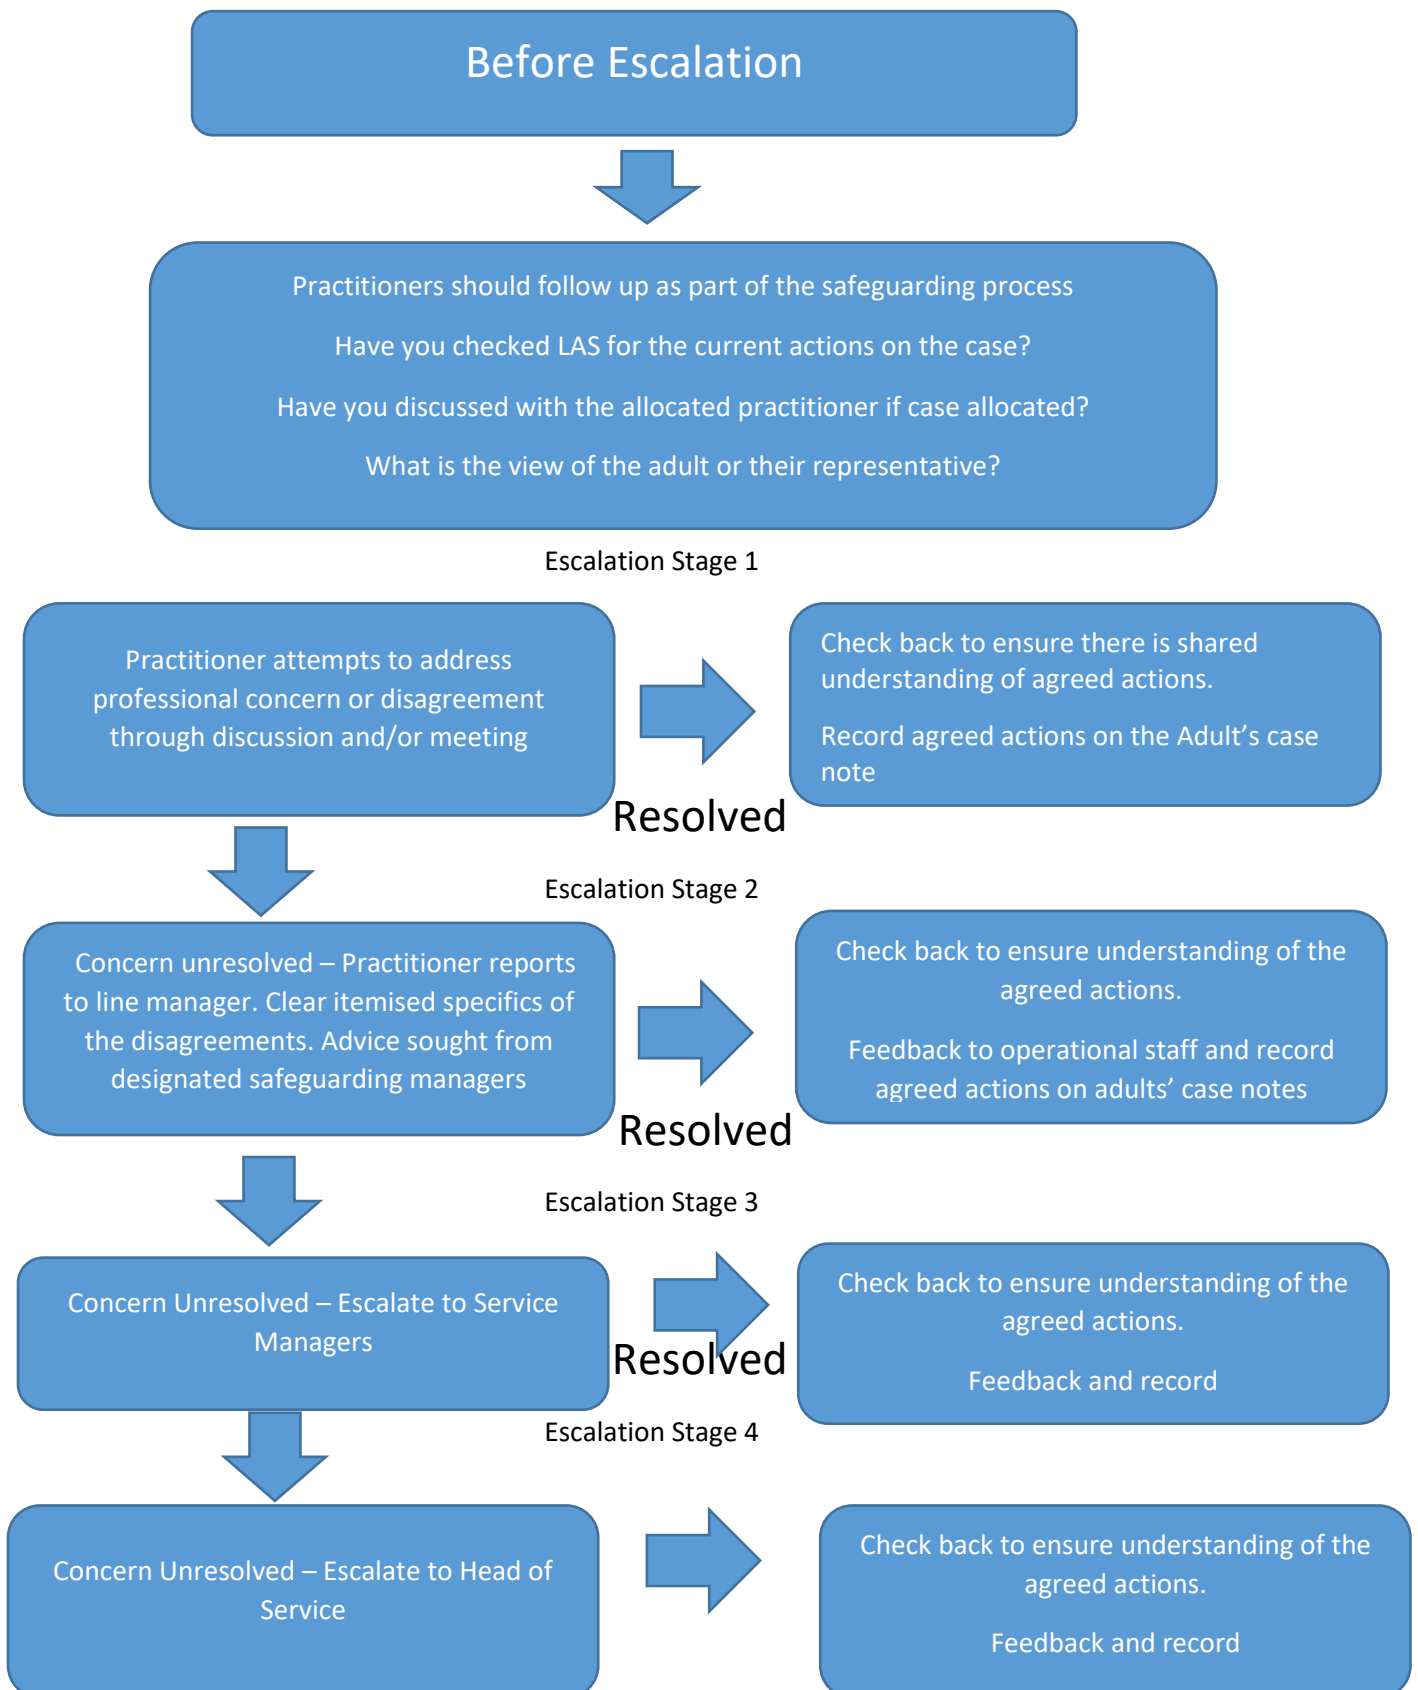 Before Escalation
Practitioners should follow up as part of the safeguarding process
Have you checked LAS for the current actions on the case?
Have you discussed with the allocated practitioner if case allocated?
What is the view of the adult or their representative?
Escalation Stage 1
Practitioner attempts to address
professional concern or disagreement
through discussion and/or meeting
Check back to ensure there is shared
understanding of agreed actions.
Record agreed actions on the Adult’s case
note
Resolved
Escalation Stage 2
Concern unresolved – Practitioner reports
to line manager. Clear itemised specifics of
the disagreements. Advice sought from
designated safeguarding managers
Check back to ensure understanding of the
agreed actions.
Feedback to operational staff and record
agreed actions on adults’ case notes
Resolved
Escalation Stage 3
Concern Unresolved – Escalate to Service
Managers
Check back to ensure understanding of the
agreed actions.
Feedback and record
Resolved
Escalation Stage 4
Concern Unresolved – Escalate to Head of
Service
Check back to ensure understanding of the
agreed actions.
Feedback and record